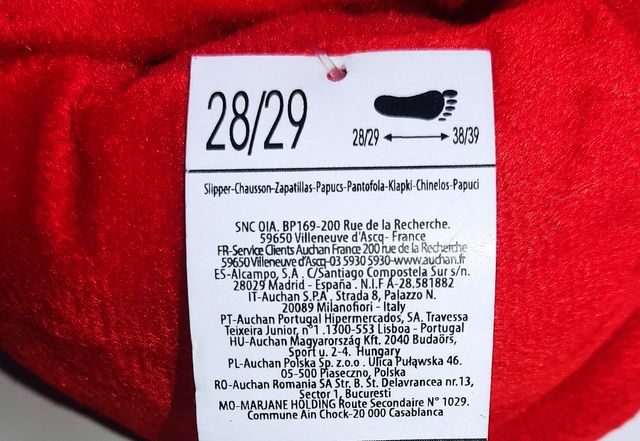 28/29
28/29 38/39
Slipper-Chausson-Zapatillas-Papucs-Pantofola-Klapki-Chinelos-Papuci
SNC OIA. BP169-200 Rue de la Recherche.
59650 Villeneuve d'Ascq- France
FR-Service Clients Auchan France 200 rue de la Recherche
59650 Villeneuve d'Ascq-03 5930 5930-www.auchan.fr
ES-Alcampo, S.A . C/Santiago Compostela Sur s/n.
28029 Madrid - España . N.I.F A-28.581882
IT-Auchan S.P.A . Strada 8, Palazzo N.
20089 Milanofiori - Italy
PT-Auchan Portugal Hipermercados, SA. Travessa
Teixeira Junior, n°1 .1300-553 Lisboa - Portugal
HU-Auchan Magyarország Kft. 2040 Budaörs,
Sport u. 2-4. Hungary
PL-Auchan Polska Sp. z.o.o . Ulica Puławska 46.
05-500 Piaseczno, Polska
RO-Auchan Romania SA Str. B. St. Delavrancea nr.13,
Sector 1, Bucuresti
MO-MARJANE HOLDING Route Secondaire N° 1029.
Commune Ain Chock-20 000 Casablanca